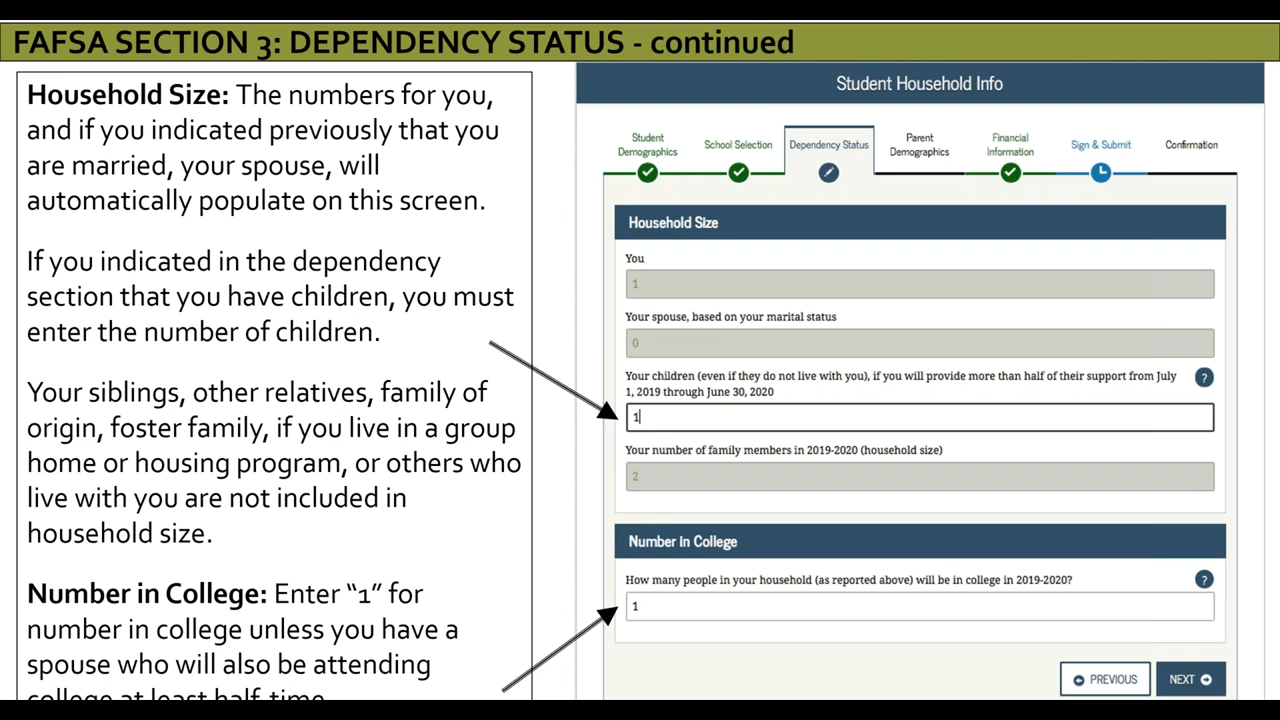 FAFSA SECTION 3: DEPENDENCY STATUS - continued
Household Size: The numbers for you,
and if you indicated previously that you
are married, your spouse, will
automatically populate on this screen.
If you indicated in the dependency
section that you have children, you must
enter the number of children.
Your siblings, other relatives, family of
origin, foster family, if you live in a group
home or housing program, or others who
live with you are not included in
household size.
Number in College: Enter “1” for
number in college unless you have a
spouse who will also be attending
college at least half-time
Student Household Info
Student
Demographics
School Selection
Dependency Status
Parent
Demographics
Financial
Information
Sign & Submit
Confirmation
Household Size
You
1
Your spouse, based on your marital status
0
Your children (even if they do not live with you), if you will provide more than half of their support from July
1, 2019 through June 30, 2020
?
1
Your number of family members in 2019-2020 (household size)
2
Number in College
How many people in your household (as reported above) will be in college in 2019-2020?
?
1
PREVIOUS
NEXT